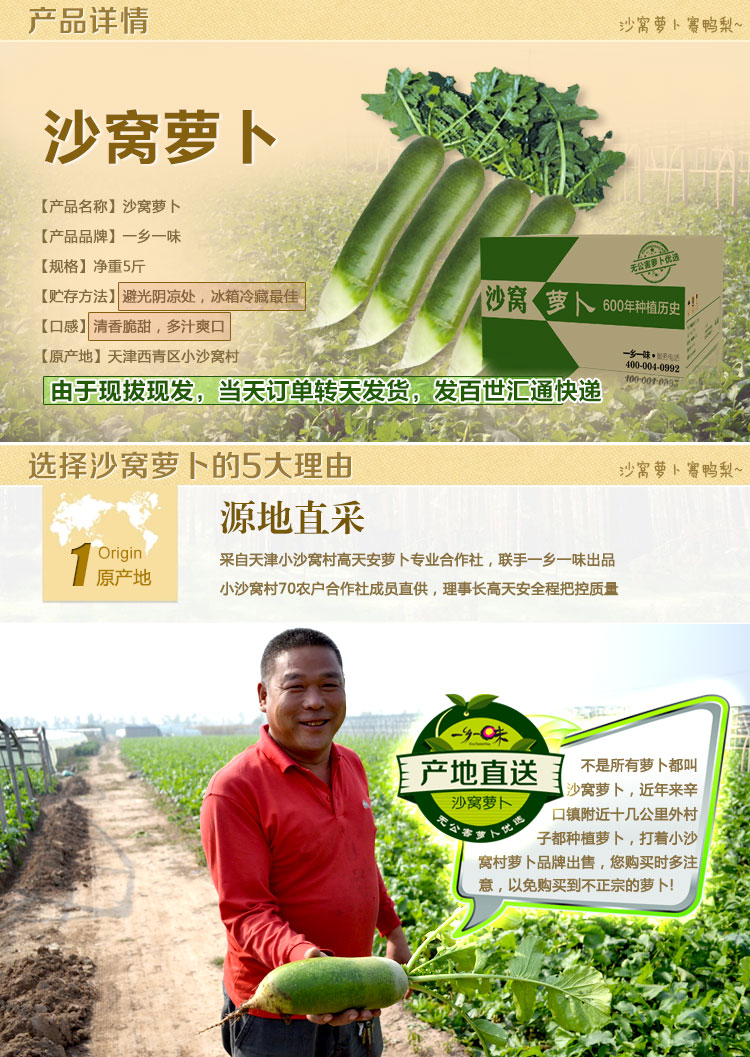 产品详情
沙窝萝卜赛鸭梨~
沙窝萝卜
【产品名称】沙窝萝卜
【产品品牌】一乡一味
【规格】净重5斤
【贮存方法】避光阴凉处，冰箱冷藏最佳
【口感】清香脆甜，多汁爽口
【原产地】天津西青区小沙窝村
由于现拔现发，当天订单转天发货，发百世汇通快递
无公害萝卜优选
沙窝萝卜
600年种植历史
一乡一味·服务电话
400-004-0992
选择沙窝萝卜的5大理由
沙窝萝卜赛鸭梨~
1 Origin
原产地
源地直采
采自天津小沙窝村高天安萝卜专业合作社，联手一乡一味出品
小沙窝村70农户合作社成员直供，理事长高天安全程把控质量
一乡一味
产地直送
沙窝萝卜
无公害萝卜优选
不是所有萝卜都叫
沙窝萝卜，近年来辛
口镇附近十几公里外村
子都种植萝卜，打着小沙
窝村萝卜品牌出售，您购买时多注
意，以免购买到不正宗的萝卜!